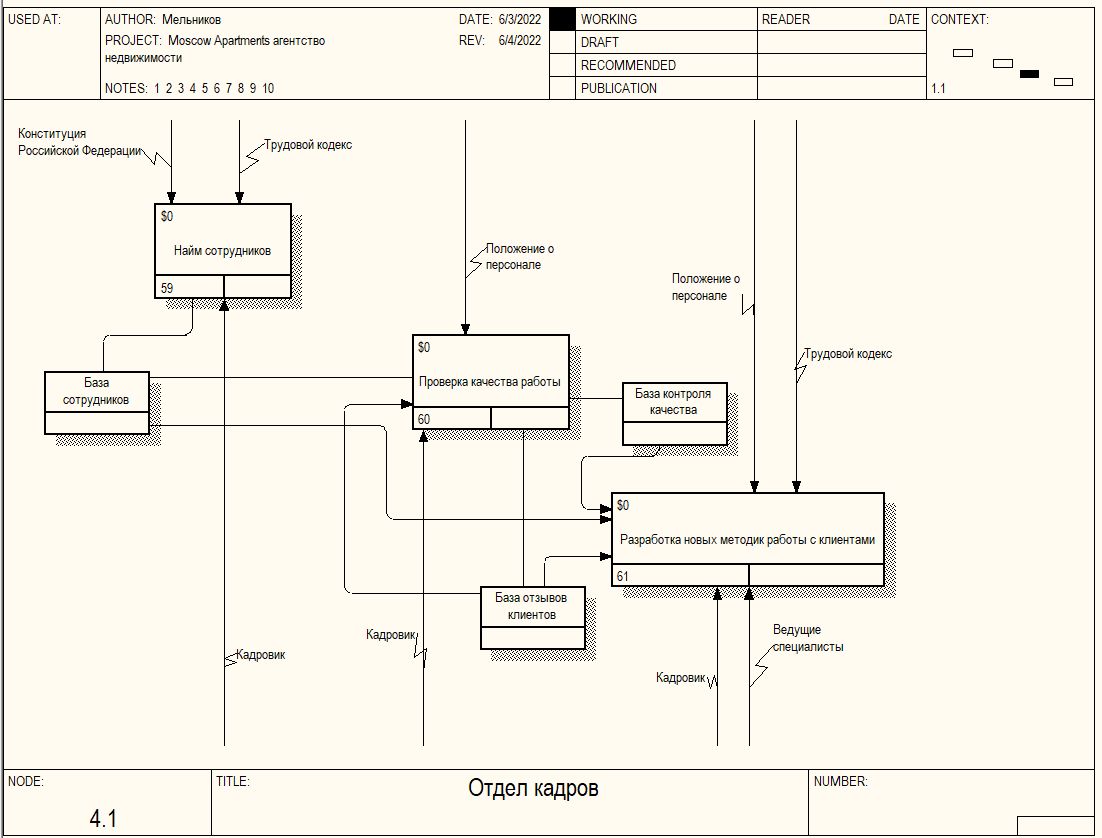 USED AT:
AUTHOR: Мельников
DATE: 6/3/2022
WORKING
READER
DATE
CONTEXT:
PROJECT: Moscow Apartments агентство
недвижимости
REV: 6/4/2022
DRAFT
RECOMMENDED
NOTES: 1 2 3 4 5 6 7 8 9 10
PUBLICATION
1.1
Конституция
Российской Федерации
Трудовой кодекс
$0
Найм сотрудников
59
Положение о
персонале
Положение о
персонале
$0
Проверка качества работы
60
Трудовой кодекс
База
сотрудников
База контроля
качества
$0
Разработка новых методик работы с клиентами
61
База отзывов
клиентов
Кадровик
Кадровик
Ведущие
специалисты
Кадровик
NODE:
4.1
TITLE:
Отдел кадров
NUMBER: